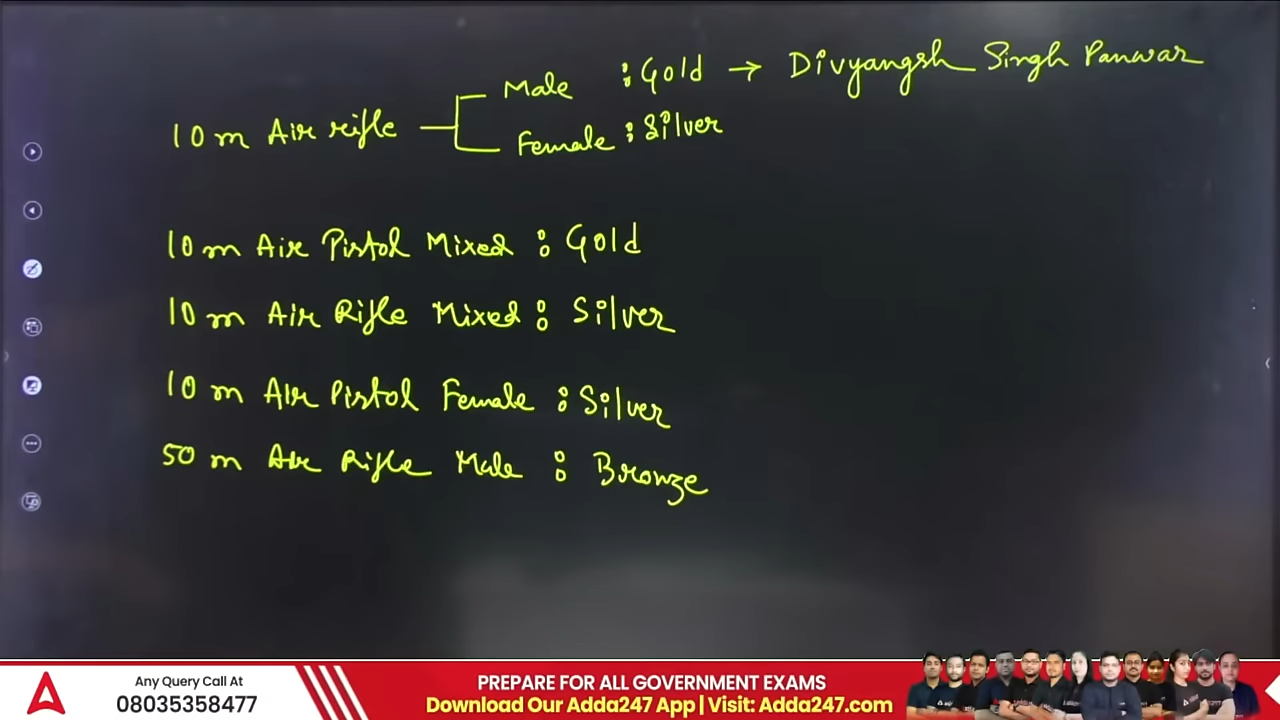 Male : Gold → Divyangsh Singh Panwar
10 m Air rifle
Female : Silver
10 m Air Pistol Mixed : Gold
10 m Air Rifle Mixed : Silver
10 m Air Pistol Female : Silver
50 m Air Rifle Male : Bronze
Any Query Call At
08035358477
PREPARE FOR ALL GOVERNMENT EXAMS
Download Our Adda247 App | Visit: Adda247.com